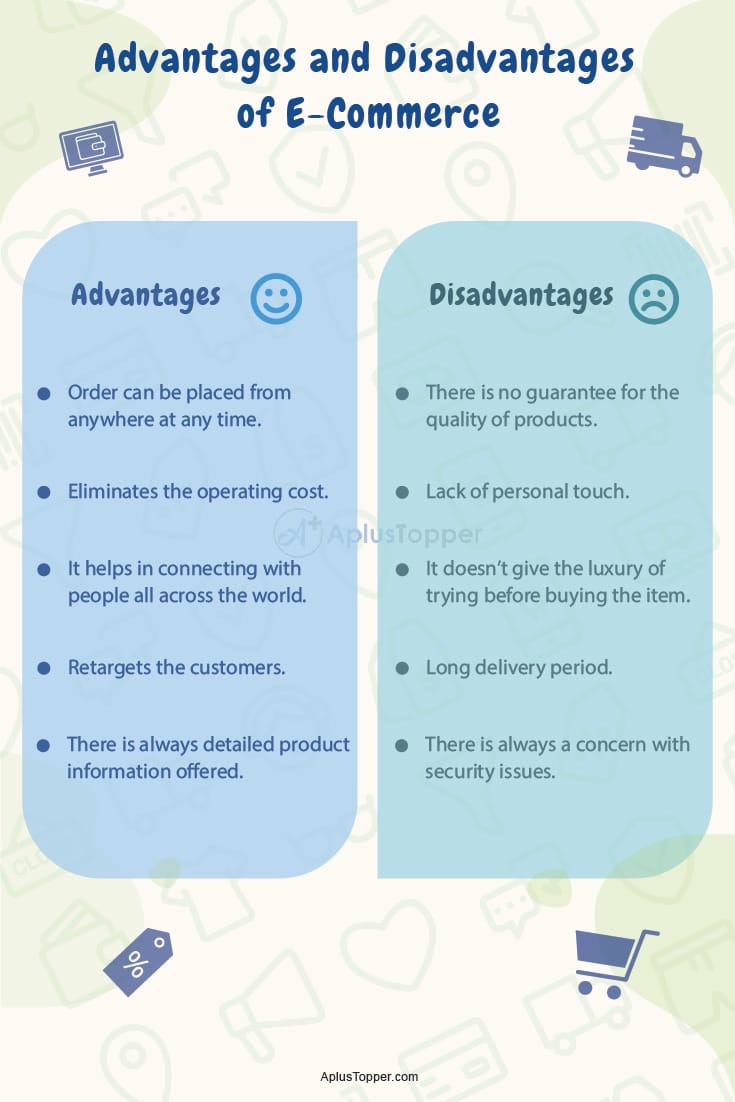 Advantages and Disadvantages
of E-Commerce
Advantages
Order can be placed from
anywhere at any time.
Eliminates the operating cost.
It helps in connecting with
people all across the world.
Retargets the customers.
There is always detailed product
information offered.
Disadvantages
There is no guarantee for the
quality of products.
Lack of personal touch.
It doesn’t give the luxury of
trying before buying the item.
Long delivery period.
There is always a concern with
security issues.
A+ AplusTopper
%
AplusTopper.com